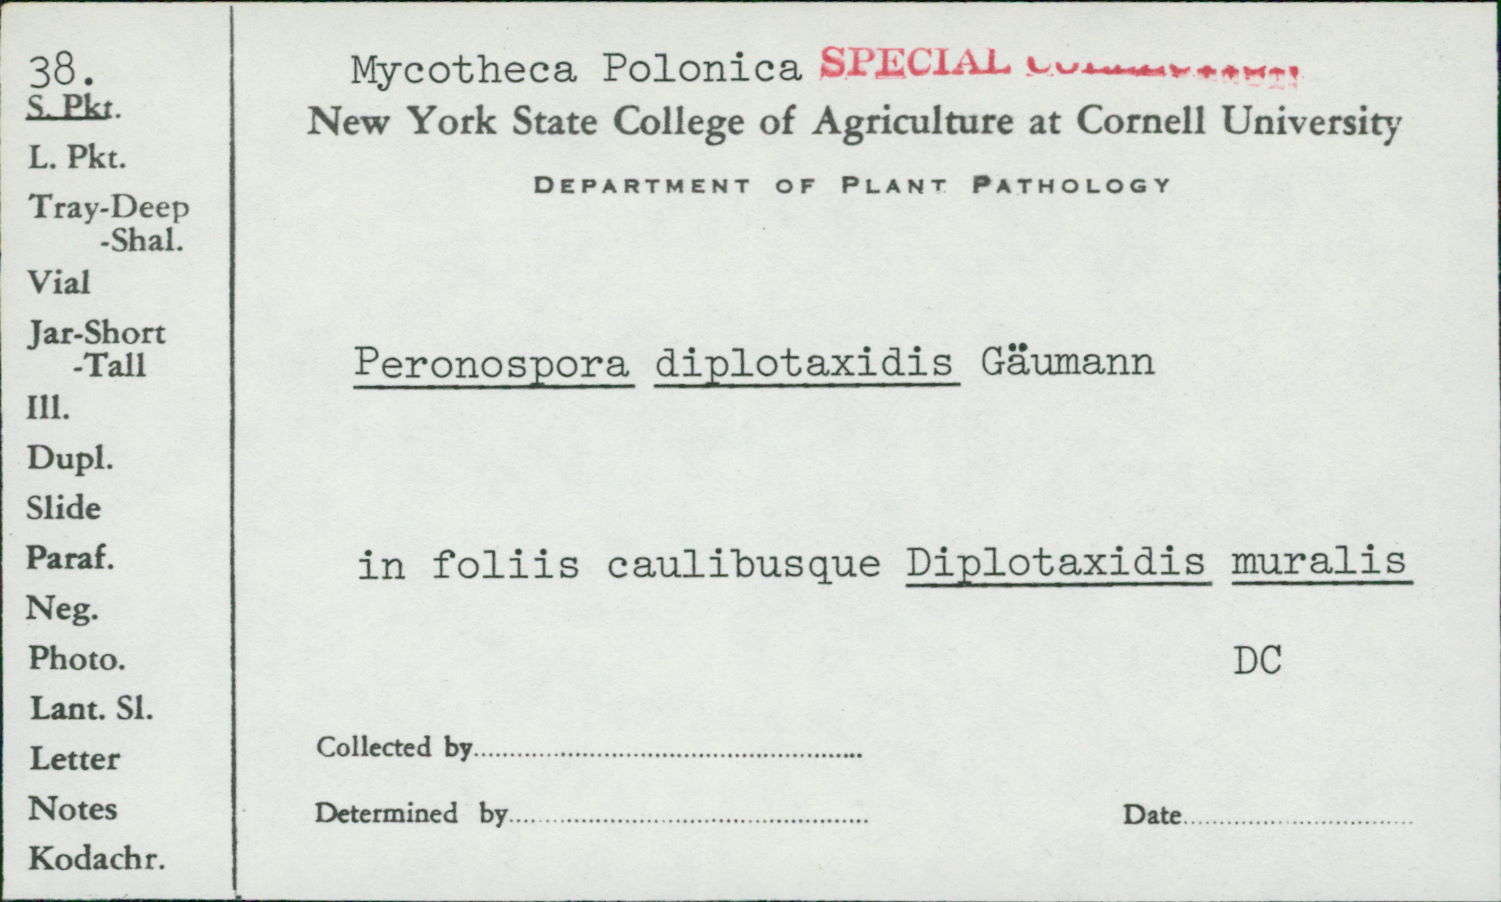 38.
S. Pkt.
L. Pkt.
Tray-Deep
-Shal.
Vial
Jar-Short
-Tall
Ill.
Dupl.
Slide
Paraf.
Neg.
Photo.
Lant. Sl.
Letter
Notes
Kodachr.
Mycotheca Polonica SPECIAL
New York State College of Agriculture at Cornell University
DEPARTMENT OF PLANT PATHOLOGY
Peronospora diplotaxidis Gäumann
in foliis caulibusque Diplotaxidis muralis
DC
Collected by
Determined by Date